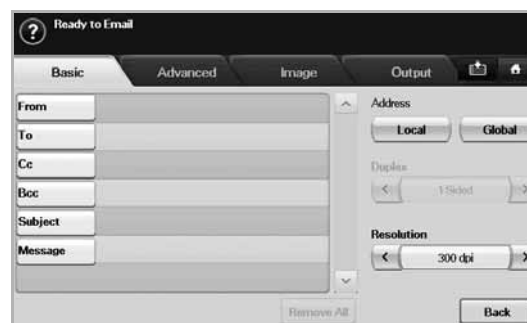 Ready to Email
Basic
Advanced
Image
Output
From
To
Cc
Bcc
Subject
Message
Remove All
Address
Local
Global
Duplex
1 Sided
Resolution
300 dpi
Back